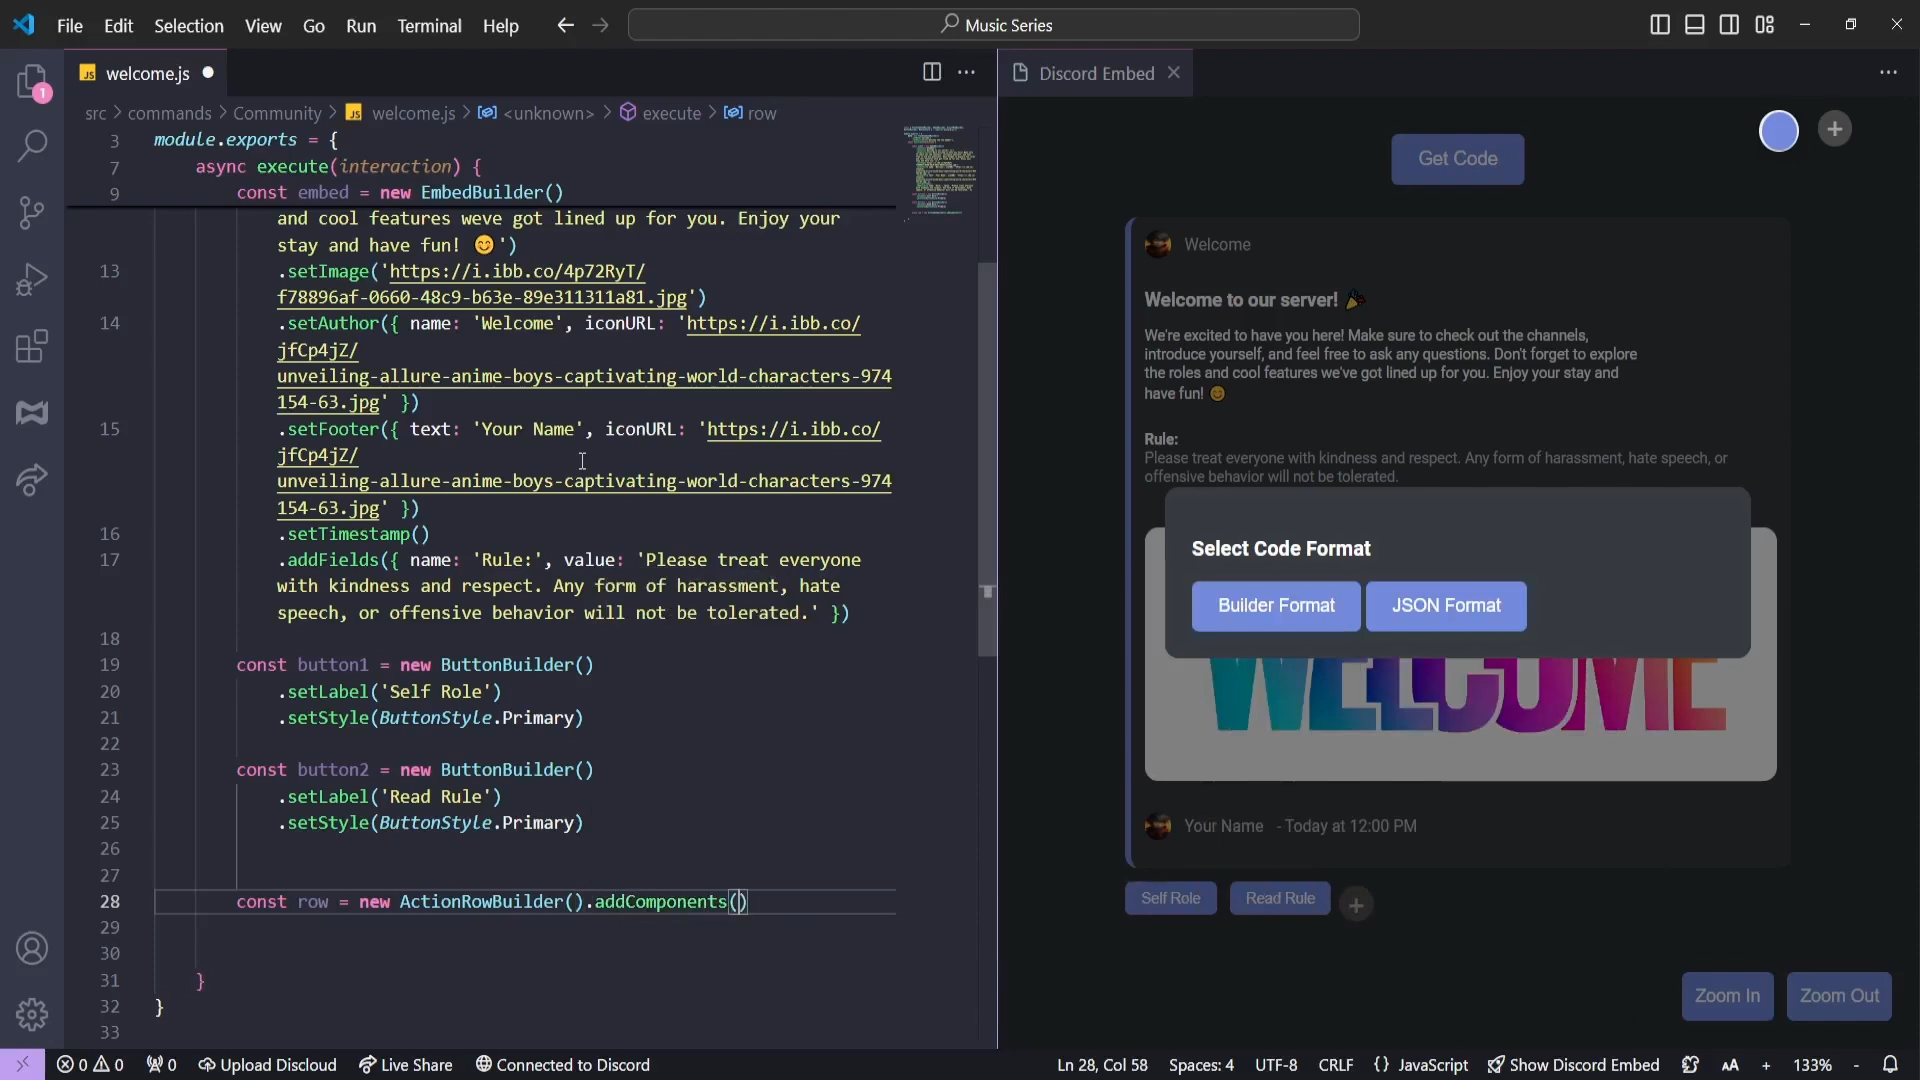 File Edit Selection View Go Run Terminal Help
Music Series
JS welcome.js
src > commands > Community > JS welcome.js > <unknown> > execute > row
3 module.exports = {
7 async execute(interaction) {
9 const embed = new EmbedBuilder()
and cool features weve got lined up for you. Enjoy your
stay and have fun! 😊')
13 .setImage('https://i.ibb.co/4p72RyT/
f78896af-0660-48c9-b63e-89e311311a81.jpg')
14 .setAuthor({ name: 'Welcome', iconURL: 'https://i.ibb.co/
jfCp4jZ/
unveiling-allure-anime-boys-captivating-world-characters-974
154-63.jpg' })
15 .setFooter({ text: 'Your Name', iconURL: 'https://i.ibb.co/
jfCp4jZ/
unveiling-allure-anime-boys-captivating-world-characters-974
154-63.jpg' })
16 .setTimestamp()
17 .addFields({ name: 'Rule:', value: 'Please treat everyone
with kindness and respect. Any form of harassment, hate
speech, or offensive behavior will not be tolerated.' })
18
19 const button1 = new ButtonBuilder()
20 .setLabel('Self Role')
21 .setStyle(ButtonStyle.Primary)
22
23 const button2 = new ButtonBuilder()
24 .setLabel('Read Rule')
25 .setStyle(ButtonStyle.Primary)
26
27
28 const row = new ActionRowBuilder().addComponents()
29
30
31 }
32 }
33
1
Discord Embed
Get Code
Welcome
Welcome to our server! 🎉
We're excited to have you here! Make sure to check out the channels,
introduce yourself, and feel free to ask any questions. Don't forget to explore
the roles and cool features we've got lined up for you. Enjoy your stay and
have fun! 😊
Rule:
Please treat everyone with kindness and respect. Any form of harassment, hate speech, or
offensive behavior will not be tolerated.
Select Code Format
Builder Format JSON Format
WELCOME
Your Name - Today at 12:00 PM
Self Role Read Rule +
Zoom In Zoom Out
0 0 0 Upload Discloud Live Share Connected to Discord Ln 28, Col 58 Spaces: 4 UTF-8 CRLF {} JavaScript Show Discord Embed AA + 133% -